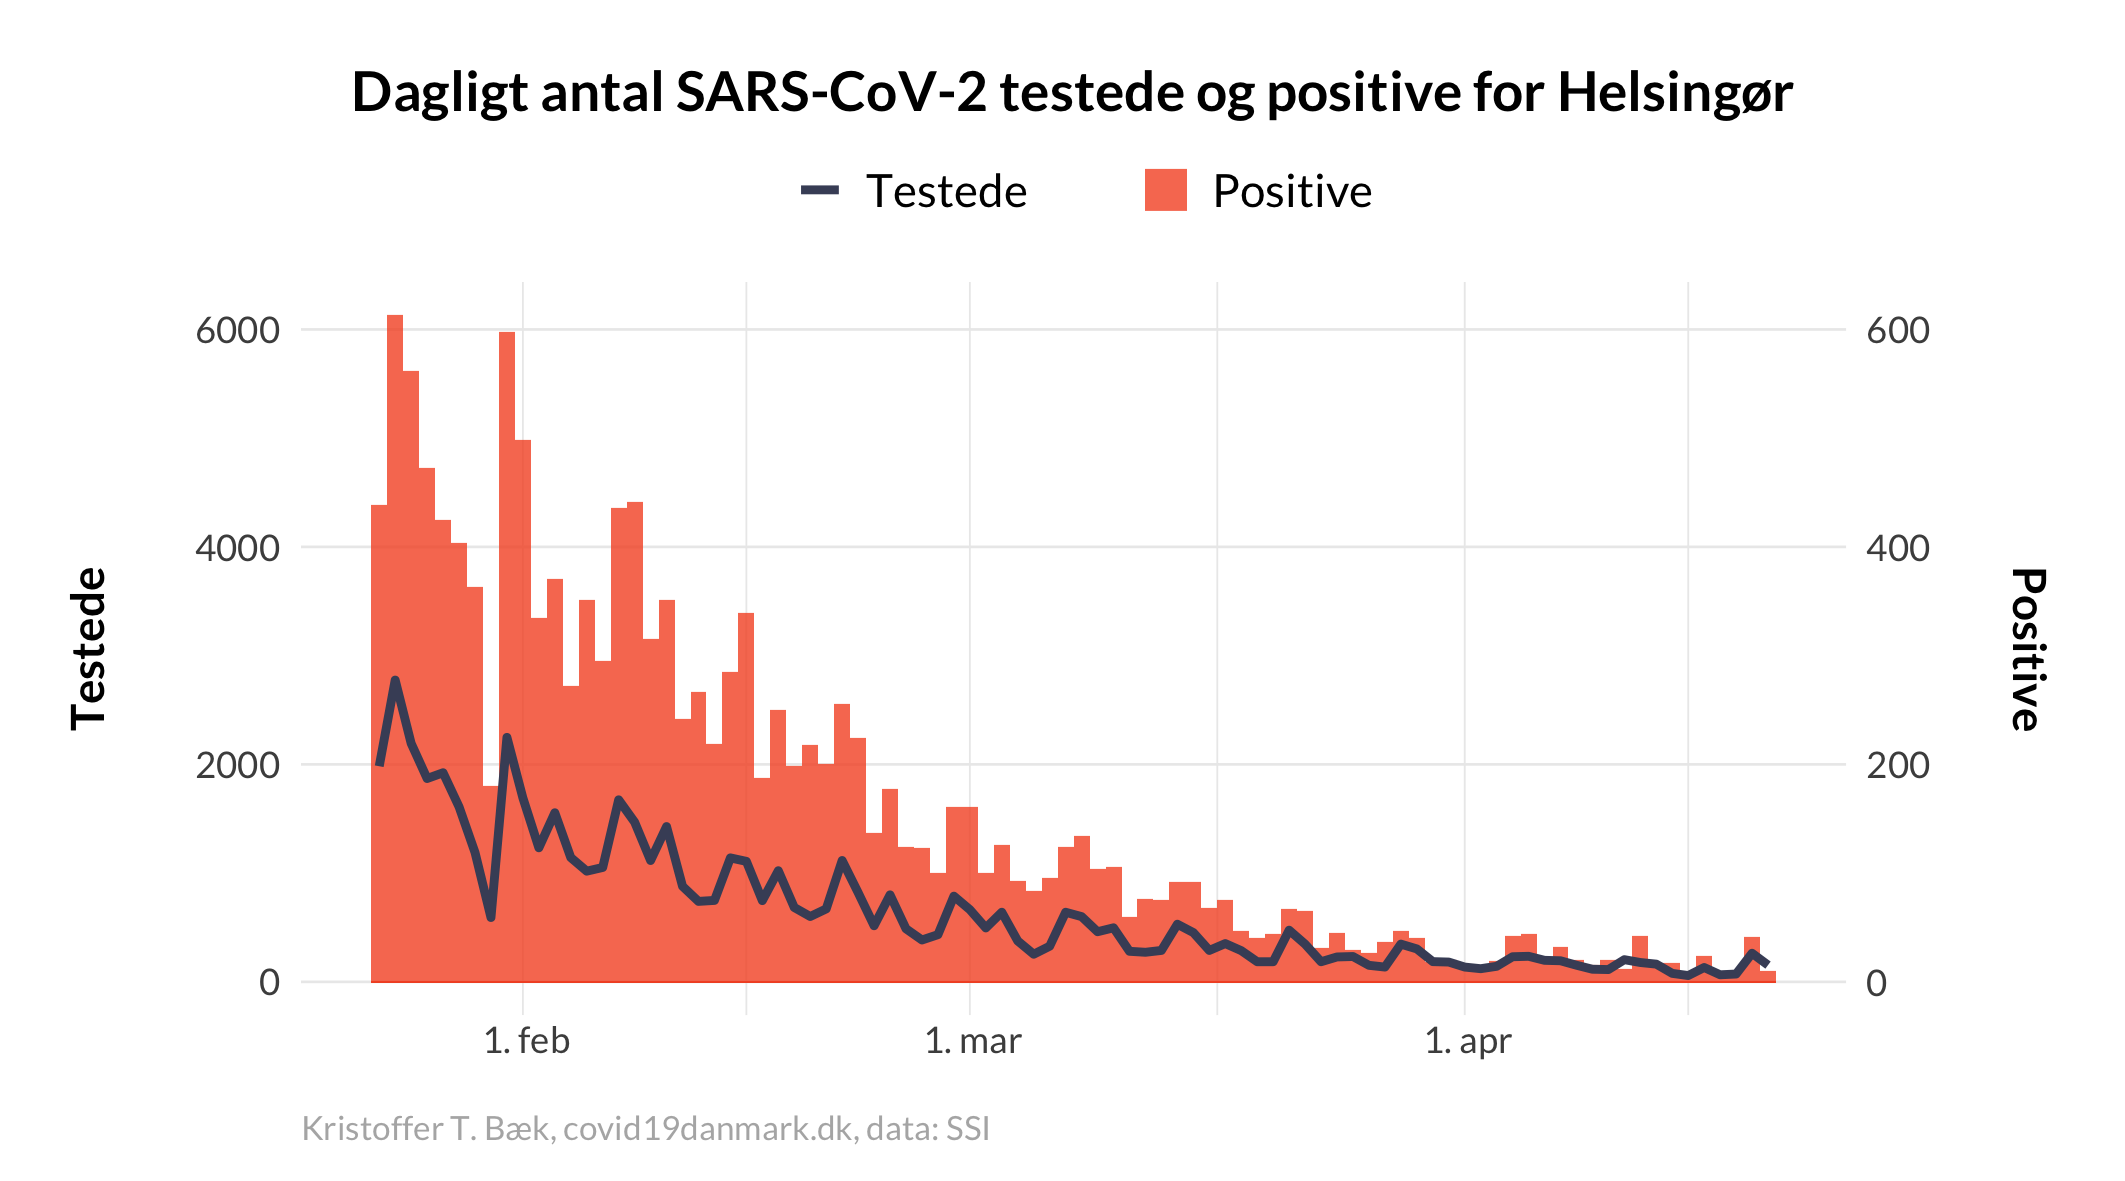 Dagligt antal SARS-CoV-2 testede og positive for Helsingør
Testede
Positive
6000
4000
2000
0
600
400
200
0
Testede
Positive
1. feb
1. mar
1. apr
Kristoffer T. Bæk, covid19danmark.dk, data: SSI